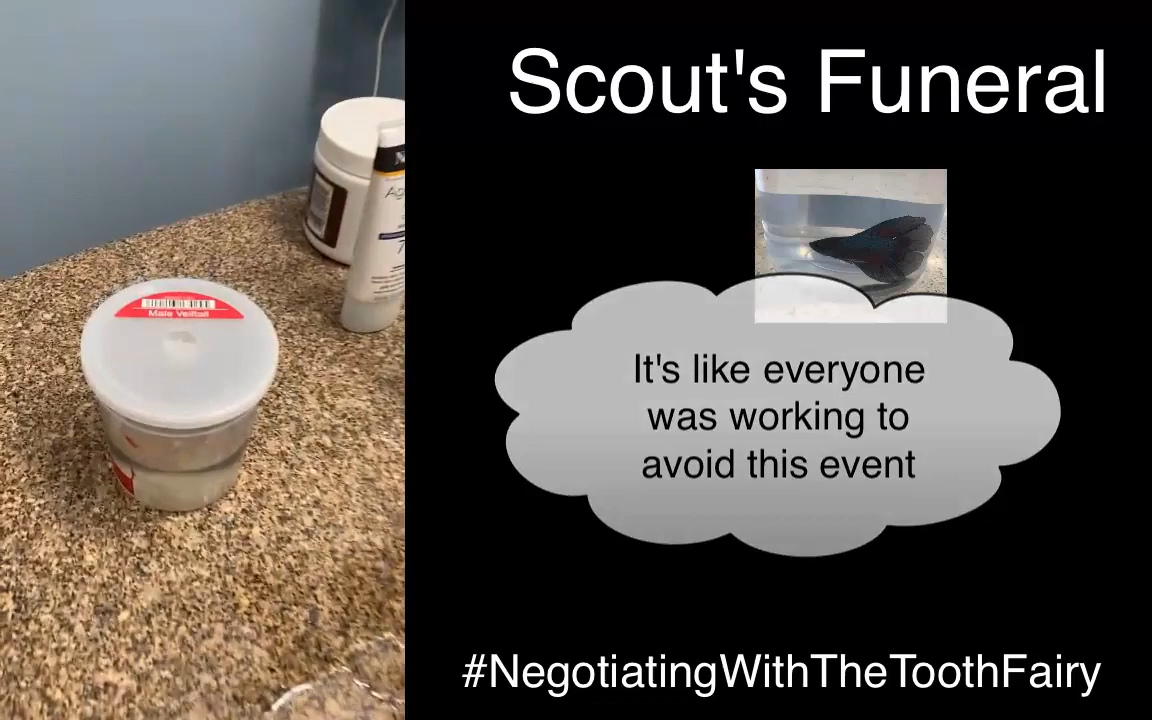 Scout's Funeral
Male Veiltail
It's like everyone
was working to
avoid this event
#NegotiatingWithTheToothFairy